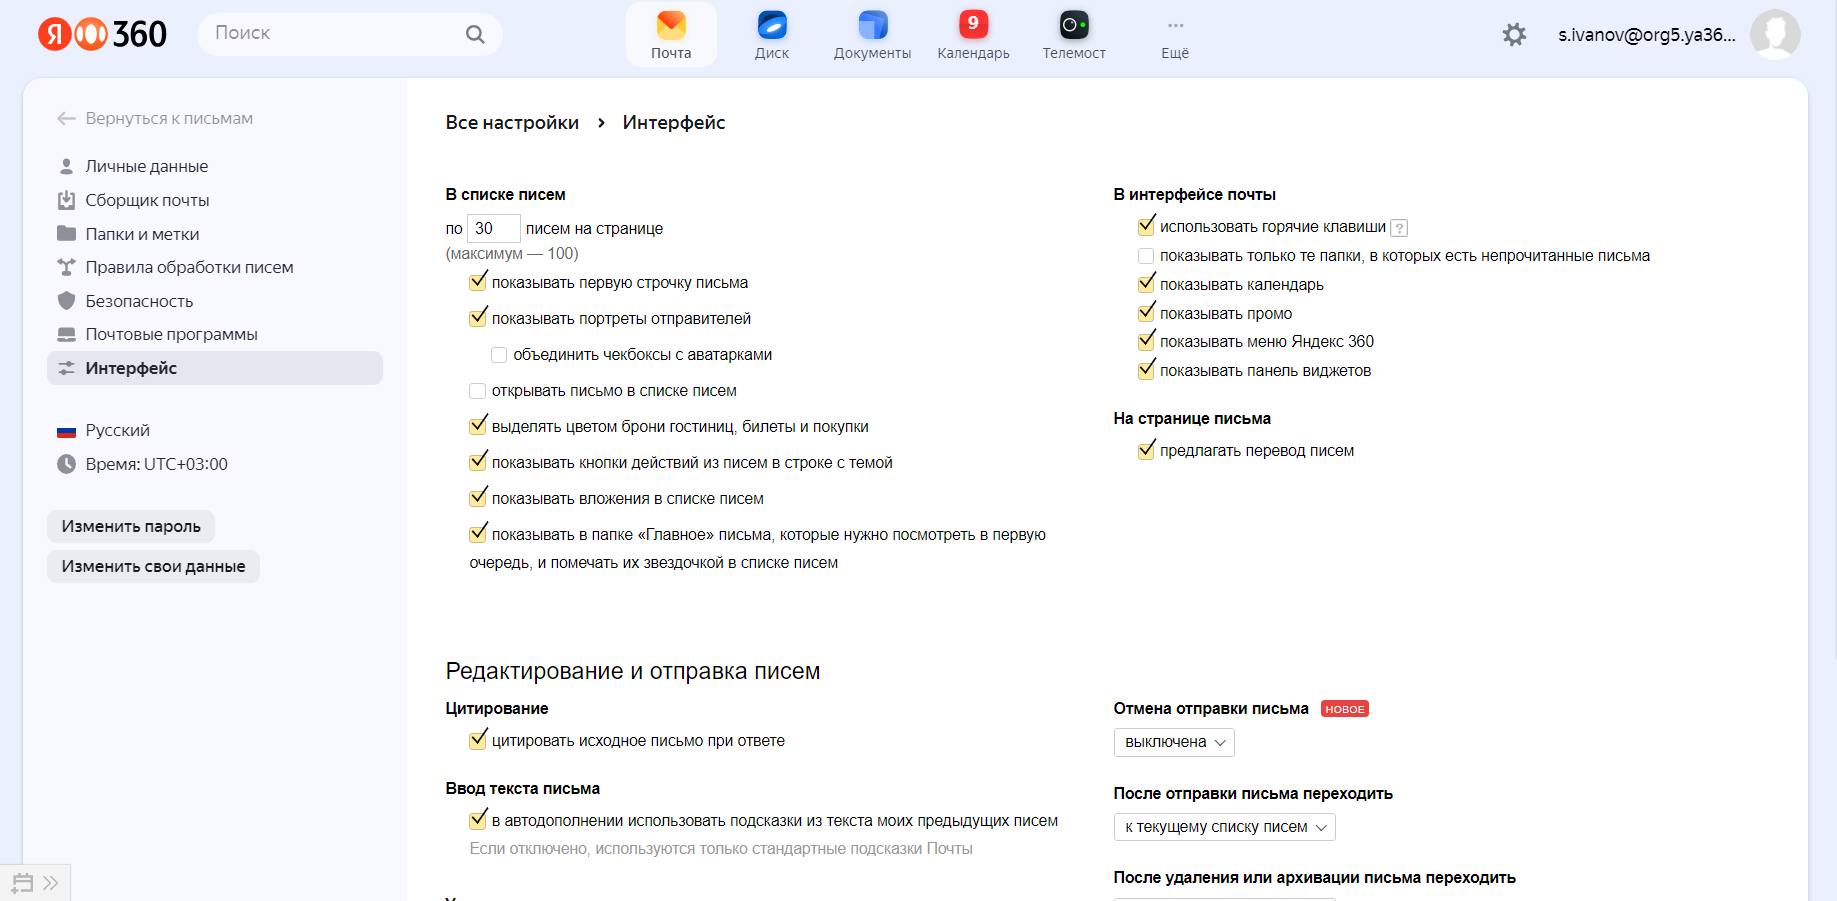 Я 360
Поиск
Почта
Диск
Документы
9
Календарь
Телемост
Ещё
s.ivanov@org5.ya36...
Вернуться к письмам
Личные данные
Сборщик почты
Папки и метки
Правила обработки писем
Безопасность
Почтовые программы
Интерфейс
Русский
Время: UTC+03:00
Изменить пароль
Изменить свои данные
Все настройки › Интерфейс
В списке писем
по 30 писем на странице
(максимум — 100)
показывать первую строчку письма
показывать портреты отправителей
объединить чекбоксы с аватарками
открывать письмо в списке писем
выделять цветом брони гостиниц, билеты и покупки
показывать кнопки действий из писем в строке с темой
показывать вложения в списке писем
показывать в папке «Главное» письма, которые нужно посмотреть в первую
очередь, и помечать их звездочкой в списке писем
В интерфейсе почты
использовать горячие клавиши ?
показывать только те папки, в которых есть непрочитанные письма
показывать календарь
показывать промо
показывать меню Яндекс 360
показывать панель виджетов
На странице письма
предлагать перевод писем
Редактирование и отправка писем
Цитирование
цитировать исходное письмо при ответе
Ввод текста письма
в автодополнении использовать подсказки из текста моих предыдущих писем
Если отключено, используются только стандартные подсказки Почты
Отмена отправки письма НОВОЕ
выключена
После отправки письма переходить
к текущему списку писем
После удаления или архивации письма переходить